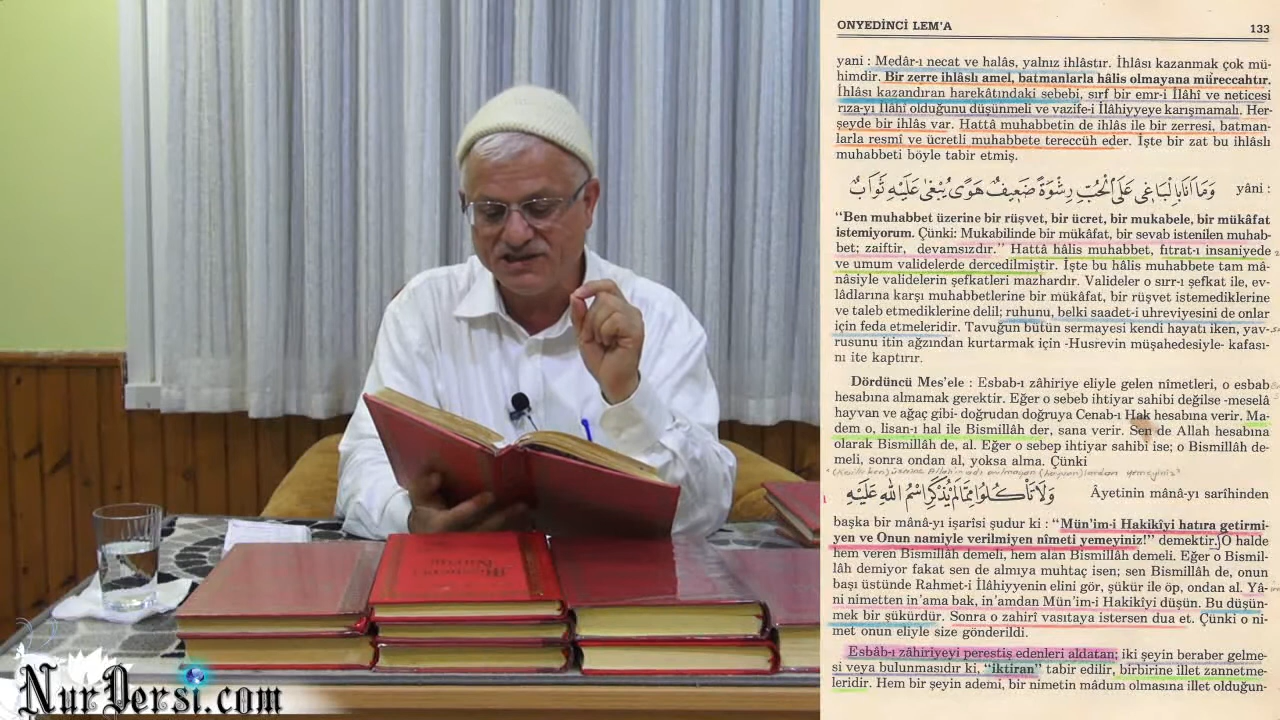 ONYEDİNCİ LEM'A 133
yani : Medâr-ı necat ve halâs, yalnız ihlâstır. İhlâsı kazanmak çok mü-
himdir. Bir zerre ihlâslı amel, batmanlarla hâlis olmayana müreccahtır.
İhlâsı kazandıran harekâtındaki sebebi, sırf bir emr-i İlâhî ve neticesi
rıza-yı İlâhî olduğunu düşünmeli ve vazife-i İlâhiyyeye karışmamalı. Her-
şeyde bir ihlâs var. Hattâ muhabbetin de ihlâs ile bir zerresi, batman-
larla resmî ve ücretli muhabbete tereccüh eder. İşte bir zat bu ihlâslı
muhabbeti böyle tabir etmiş.
وَمَا اَنَا بِالْبَاغِى عَلَى الْحُبِّ رِشْوَةً ضَعِيفٌ هَوًى يُبْغٰى عَلَيْهِ ثَوَابٌ yâni :
"Ben muhabbet üzerine bir rüşvet, bir ücret, bir mukabele, bir mükâfat
istemiyorum. Çünki: Mukabilinde bir mükâfat, bir sevab istenilen muhab-
bet; zaiftir, devamsızdır." Hattâ hâlis muhabbet, fıtrat-ı insaniyede
ve umum validelerde dercedilmiştir. İşte bu hâlis muhabbete tam mâ-
nâsiyle validelerin şefkatleri mazhardır. Valideler o sırr-ı şefkat ile, ev-
lâdlarına karşı muhabbetlerine bir mükâfat, bir rüşvet istemediklerine
ve taleb etmediklerine delil; ruhunu, belki saadet-i uhreviyesini de onlar
için feda etmeleridir. Tavuğun bütün sermayesi kendi hayatı iken, yav-
rusunu itin ağzından kurtarmak için -Husrevin müşahedesiyle- kafası-
nı ite kaptırır.
Dördüncü Mes'ele : Esbab-ı zâhiriye eliyle gelen nîmetleri, o esbab
hesabına almamak gerektir. Eğer o sebeb ihtiyar sahibi değilse -meselâ
hayvan ve ağaç gibi- doğrudan doğruya Cenab-ı Hak hesabına verir. Ma-
dem o, lisan-ı hal ile Bismillâh der, sana verir. Sen de Allah hesabına
olarak Bismillâh de, al. Eğer o sebep ihtiyar sahibi ise; o Bismillâh de-
meli, sonra ondan al, yoksa alma. Çünki
وَلَا تَاْكُلُوا مِمَّا لَمْ يُذْكَرِ اسْمُ اللّٰهِ عَلَيْهِ Âyetinin mânâ-yı sarîhinden
başka bir mânâ-yı işarîsi şudur ki : "Mün'im-i Hakikîyi hatıra getirmi-
yen ve Onun namiyle verilmiyen nîmeti yemeyiniz!" demektir. O halde
hem veren Bismillâh demeli, hem alan Bismillâh demeli. Eğer o Bismil-
lâh demiyor fakat sen de almıya muhtaç isen; sen Bismillâh de, onun
başı üstünde Rahmet-i İlâhiyyenin elini gör, şükür ile öp, ondan al. Yâ-
ni nimetten in'ama bak, in'amdan Mün'im-i Hakikîyi düşün. Bu düşün-
mek bir şükürdür. Sonra o zahirî vasıtaya istersen dua et. Çünki o ni-
met onun eliyle size gönderildi.
Esbâb-ı zâhiriyeyi perestiş edenleri aldatan; iki şeyin beraber gelme-
si veya bulunmasıdır ki, "iktiran" tabir edilir, birbirine illet zannetme-
leridir. Hem bir şeyin ademi, bir nimetin mâdum olmasına illet olduğun-
NurDersi.com